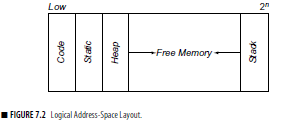 Low 2ⁿ
Code Static Heap Free Memory Stack
■ FIGURE 7.2 Logical Address-Space Layout.